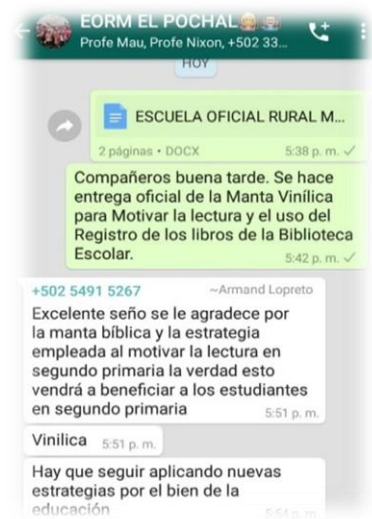 EORM EL POCHAL
Profe Mau, Profe Nixon, +502 33...
HOY
ESCUELA OFICIAL RURAL M...
2 páginas • DOCX
5:38 p. m.
Compañeros buena tarde. Se hace
entrega oficial de la Manta Vinílica
para Motivar la lectura y el uso del
Registro de los libros de la Biblioteca
Escolar.
5:42 p. m.
+502 5491 5267
~Armand Lopreto
Excelente seño se le agradece por
la manta bíblica y la estrategia
empleada al motivar la lectura en
segundo primaria la verdad esto
vendrá a beneficiar a los estudiantes
en segundo primaria
5:51 p. m.
Vinilica
5:51 p. m.
Hay que seguir aplicando nuevas
estrategias por el bien de la
educación
5:54 p. m.